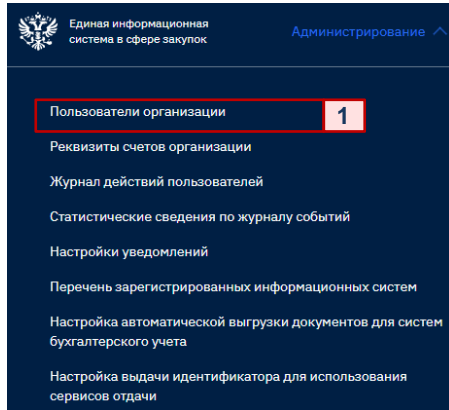 Единая информационная
система в сфере закупок
Администрирование
Пользователи организации
1
Реквизиты счетов организации
Журнал действий пользователей
Статистические сведения по журналу событий
Настройки уведомлений
Перечень зарегистрированных информационных систем
Настройка автоматической выгрузки документов для систем
бухгалтерского учета
Настройка выдачи идентификатора для использования
сервисов отдачи